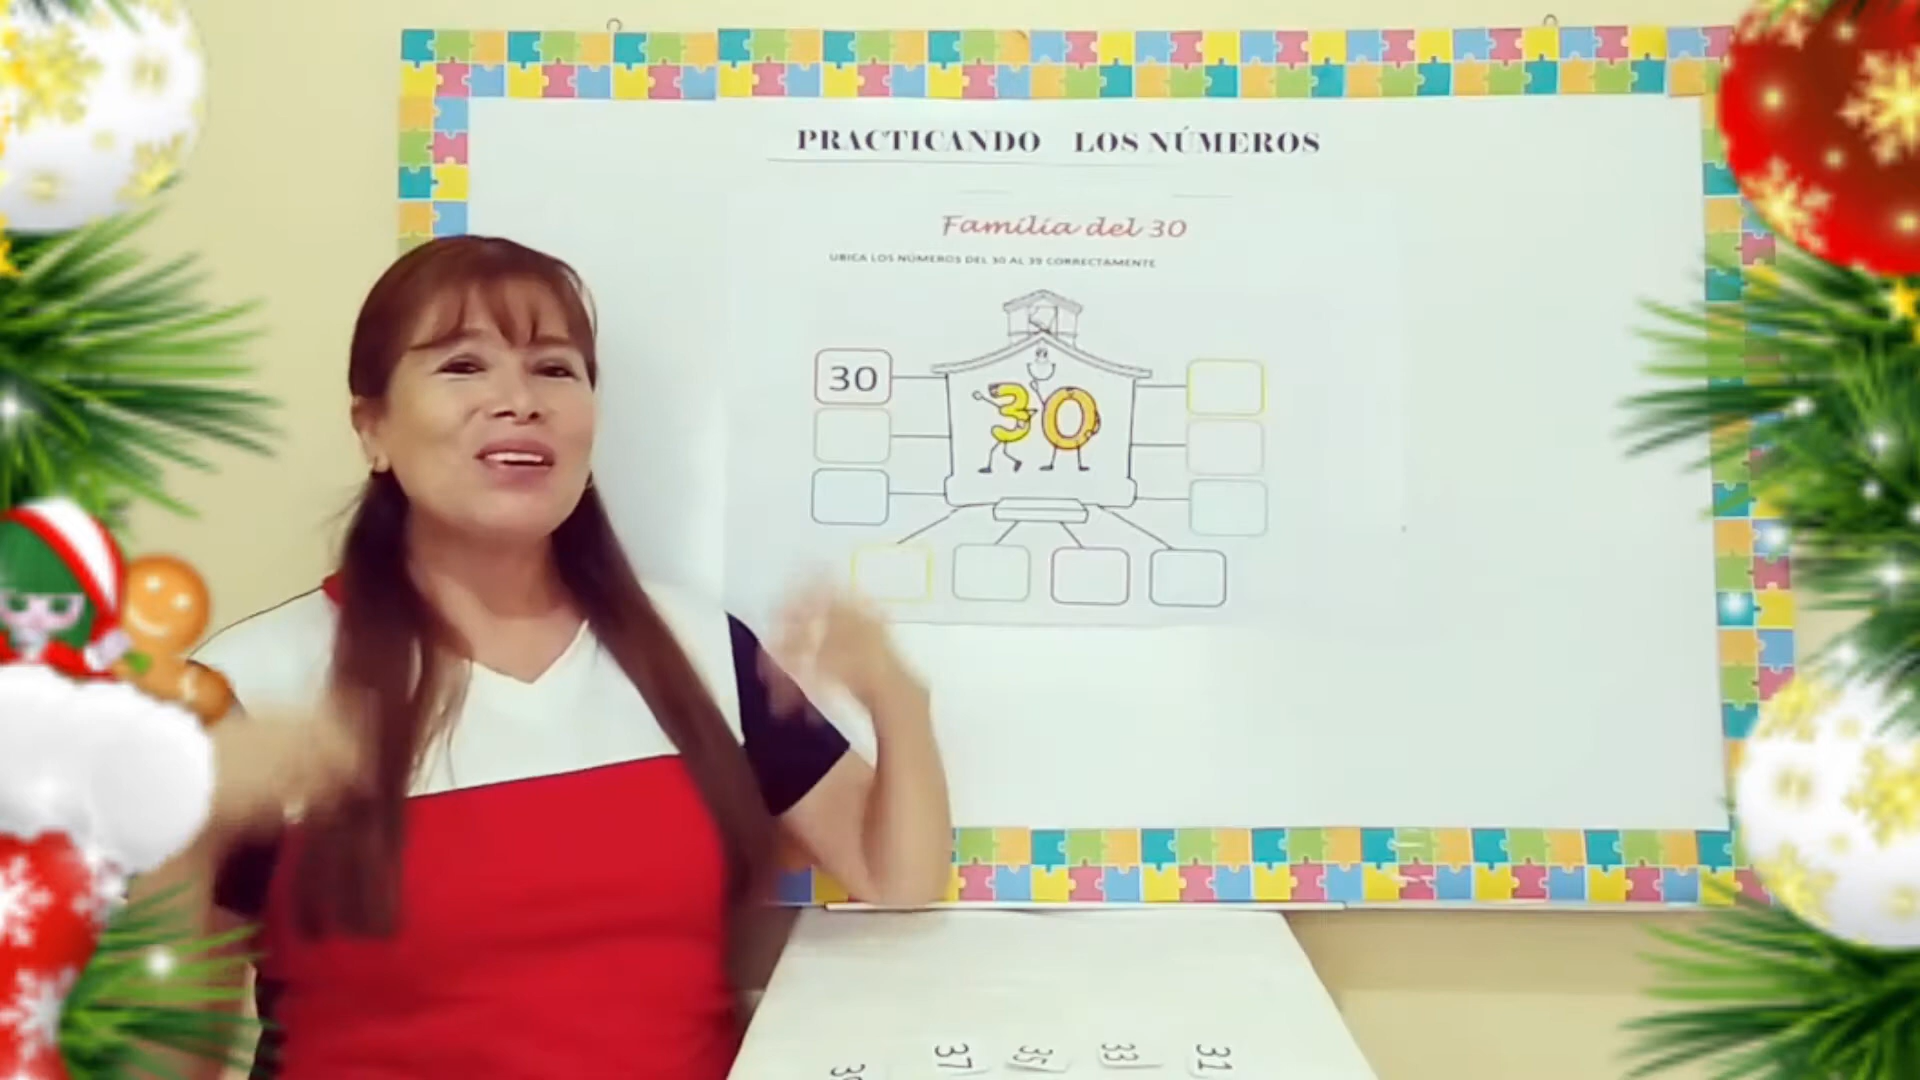 PRACTICANDO LOS NÚMEROS
Familia del 30
UBICA LOS NÚMEROS DEL 30 AL 39 CORRECTAMENTE
30
30
37
35
33
31